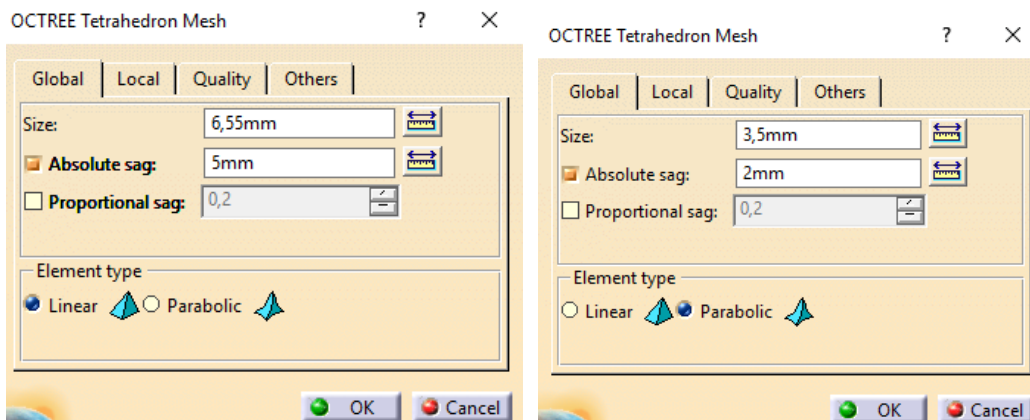 OCTREE Tetrahedron Mesh ? ×
Global Local Quality Others
Size: 6,55mm
Absolute sag: 5mm
Proportional sag: 0,2
Element type
Linear Parabolic
OK Cancel
OCTREE Tetrahedron Mesh ? ×
Global Local Quality Others
Size: 3,5mm
Absolute sag: 2mm
Proportional sag: 0,2
Element type
Linear Parabolic
OK Cancel